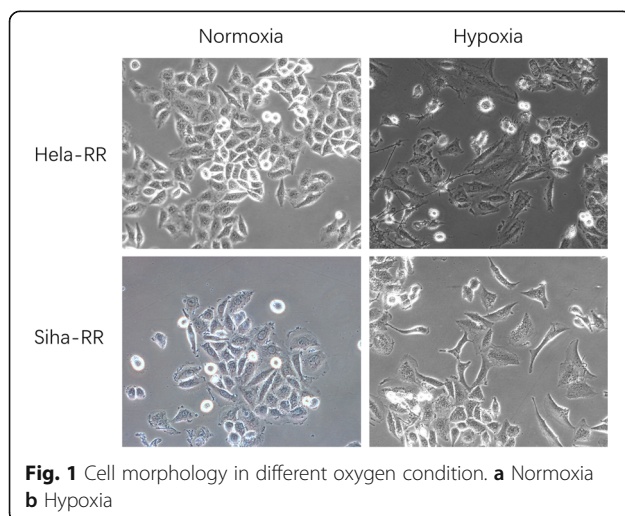 Normoxia Hypoxia
Hela-RR
Siha-RR
Fig. 1 Cell morphology in different oxygen condition. a Normoxia
b Hypoxia